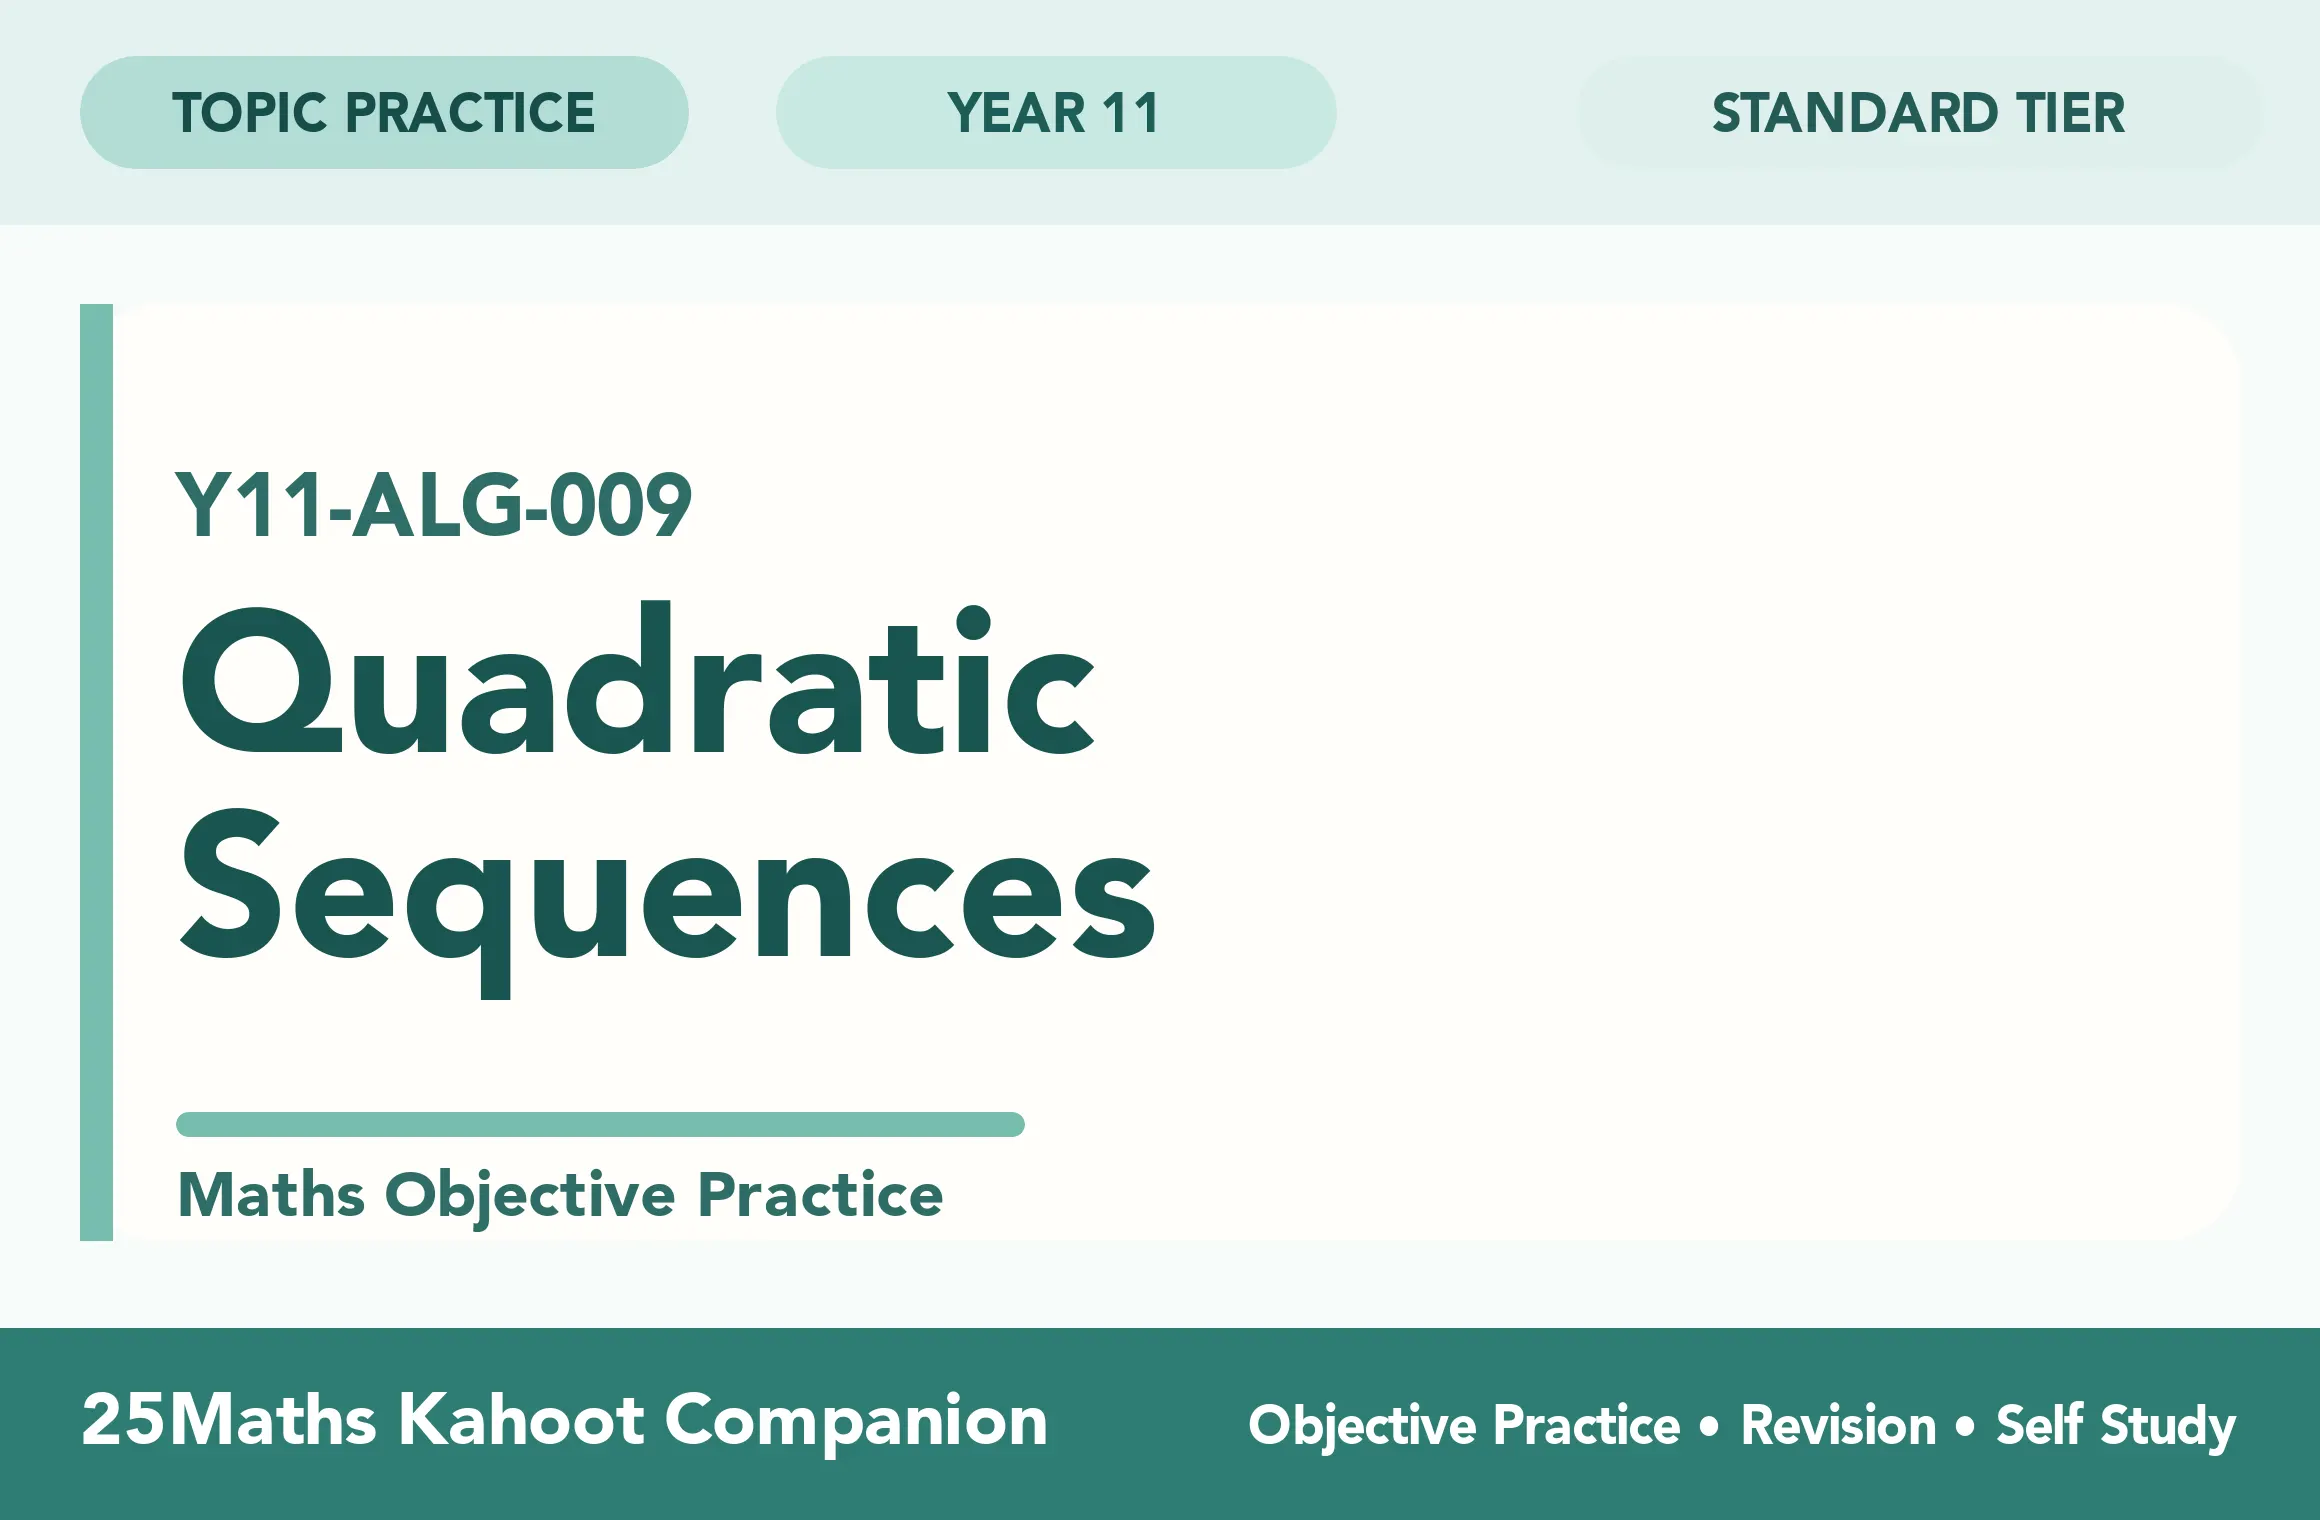 TOPIC PRACTICE
YEAR 11
STANDARD TIER
Y11-ALG-009
Quadratic
Sequences
Maths Objective Practice
25Maths Kahoot Companion
Objective Practice • Revision • Self Study